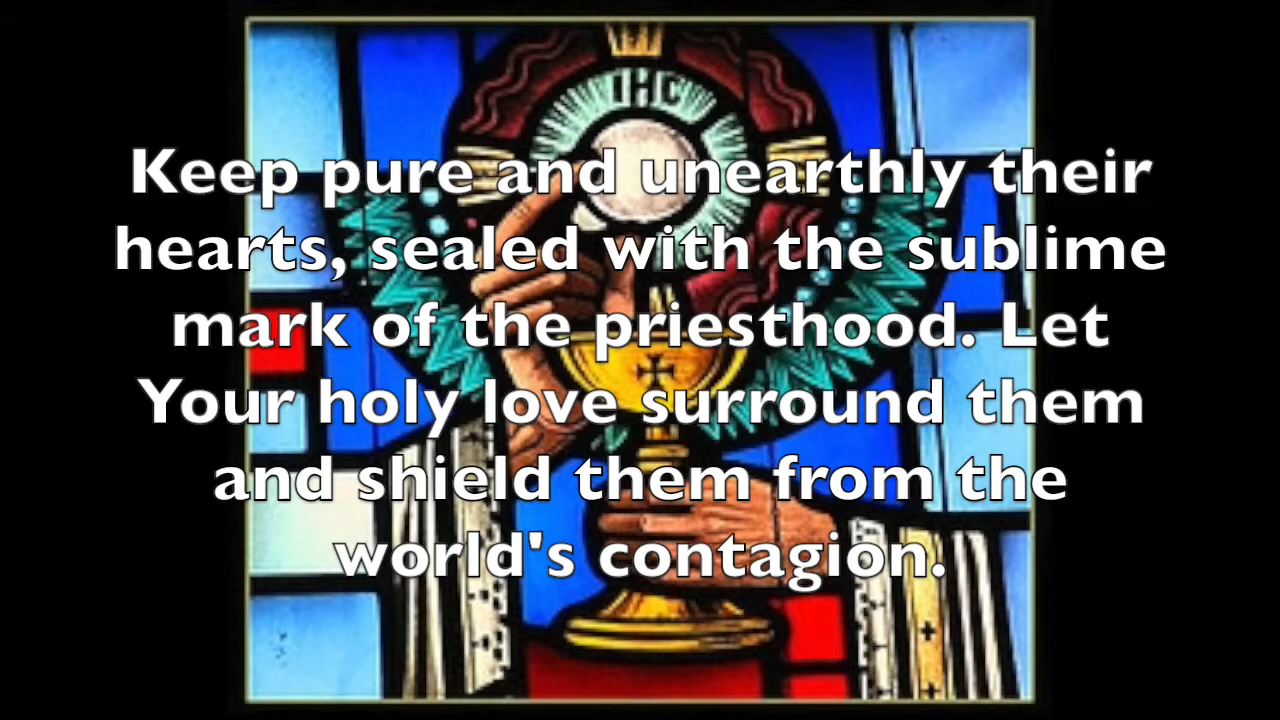 IHC
Keep pure and unearthly their
hearts, sealed with the sublime
mark of the priesthood. Let
Your holy love surround them
and shield them from the
world's contagion.